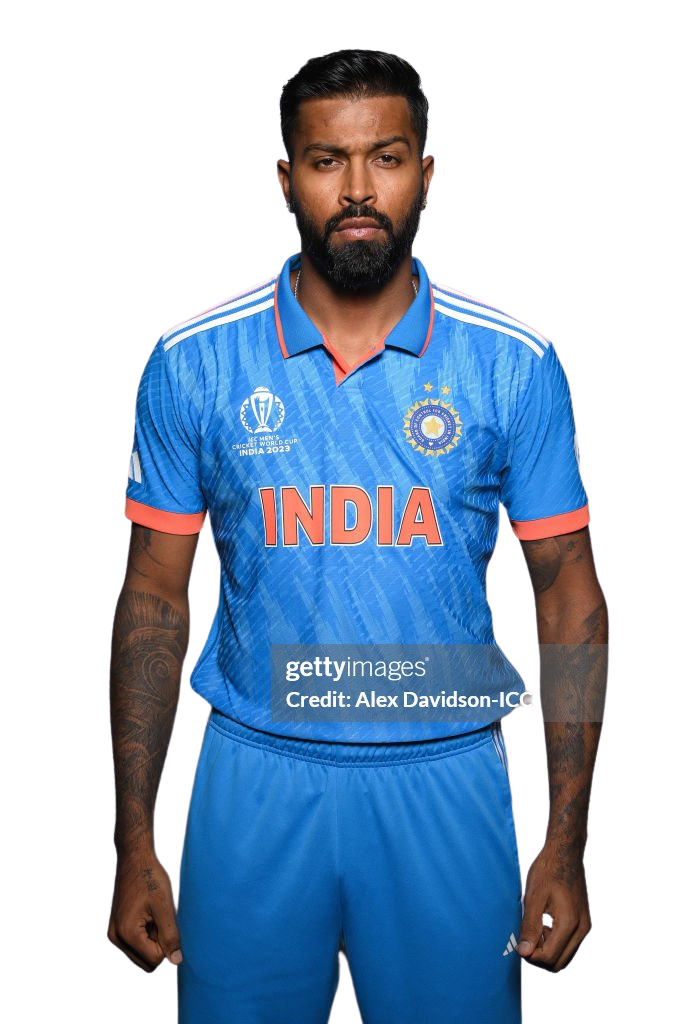 ICC MEN'S
CRICKET WORLD CUP
INDIA 2023
INDIA
gettyimages®
Credit: Alex Davidson-ICC